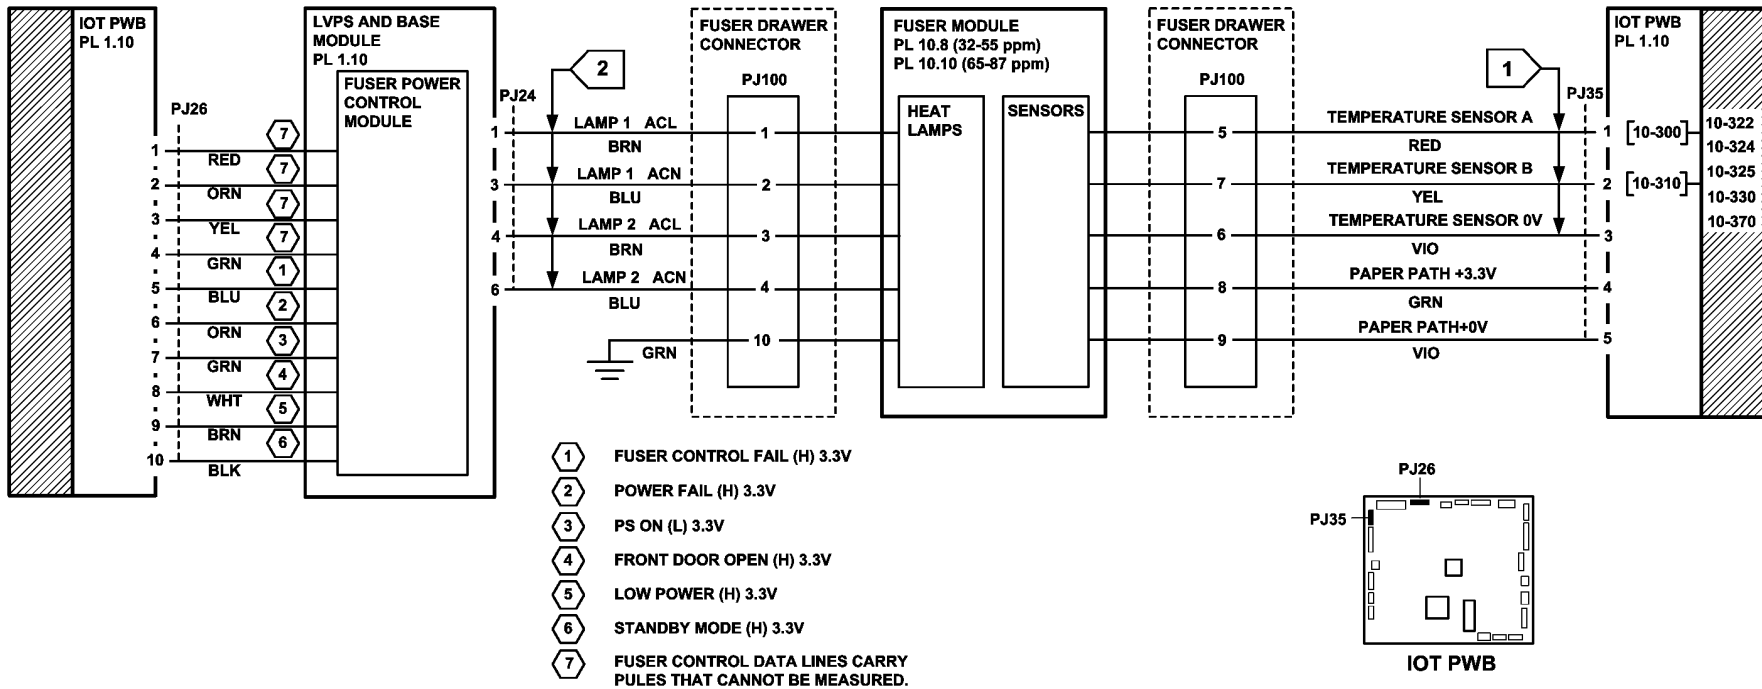 IOT PWB
PL 1.10
PJ26
1
2
3
4
5
6
7
8
9
10
RED
ORN
YEL
GRN
BLU
ORN
GRN
WHT
BRN
BLK
7
7
7
7
1
2
3
4
5
6
LVPS AND BASE
MODULE
PL 1.10
FUSER POWER
CONTROL
MODULE
PJ24
1
3
4
6
2
LAMP 1 ACL
BRN
LAMP 1 ACN
BLU
LAMP 2 ACL
BRN
LAMP 2 ACN
BLU
GRN
FUSER DRAWER
CONNECTOR
PJ100
1
2
3
4
10
FUSER MODULE
PL 10.8 (32-55 ppm)
PL 10.10 (65-87 ppm)
HEAT
LAMPS
SENSORS
FUSER DRAWER
CONNECTOR
PJ100
5
7
6
8
9
1
TEMPERATURE SENSOR A
RED
TEMPERATURE SENSOR B
YEL
TEMPERATURE SENSOR 0V
VIO
PAPER PATH +3.3V
GRN
PAPER PATH+0V
VIO
PJ35
1
2
3
4
5
IOT PWB
PL 1.10
[10-300]
[10-310]
10-322
10-324
10-325
10-330
10-370
1 FUSER CONTROL FAIL (H) 3.3V
2 POWER FAIL (H) 3.3V
3 PS ON (L) 3.3V
4 FRONT DOOR OPEN (H) 3.3V
5 LOW POWER (H) 3.3V
6 STANDBY MODE (H) 3.3V
7 FUSER CONTROL DATA LINES CARRY
PULES THAT CANNOT BE MEASURED.
PJ26
PJ35
IOT PWB